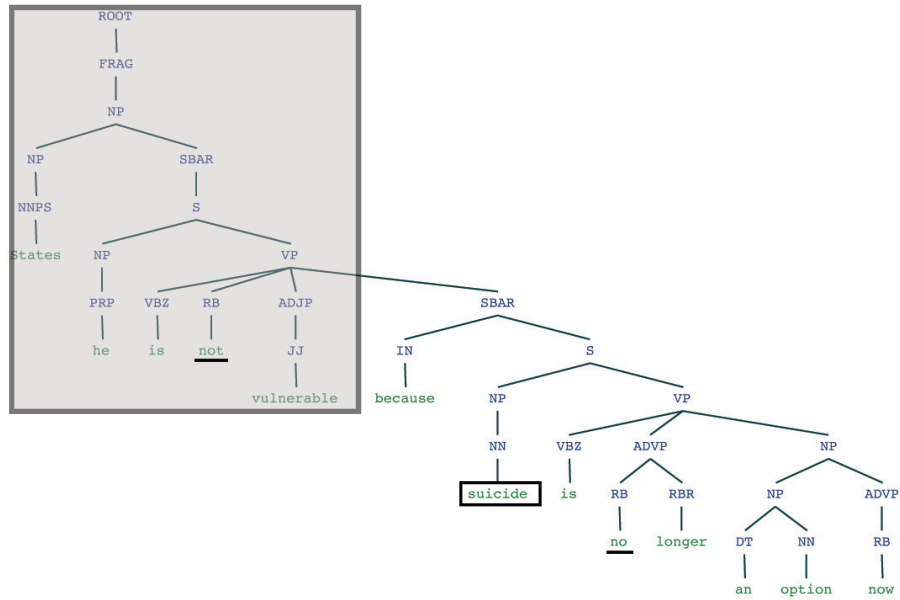 ROOT
FRAG
NP
NP SBAR
NNPS S
States NP VP
PRP VBZ RB ADJP SBAR
he is not JJ IN S
vulnerable because NP VP
NN VBZ ADVP NP
suicide is RB RBR NP ADVP
no longer DT NN RB
an option now